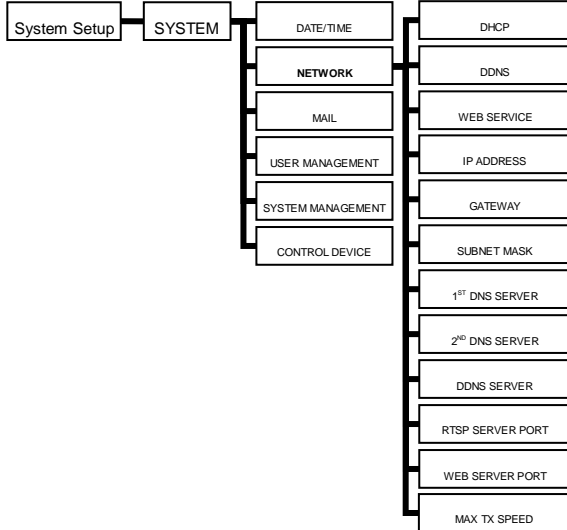 System Setup
SYSTEM
DATE/TIME
NETWORK
MAIL
USER MANAGEMENT
SYSTEM MANAGEMENT
CONTROL DEVICE
DHCP
DDNS
WEB SERVICE
IP ADDRESS
GATEWAY
SUBNET MASK
1ST DNS SERVER
2ND DNS SERVER
DDNS SERVER
RTSP SERVER PORT
WEB SERVER PORT
MAX TX SPEED